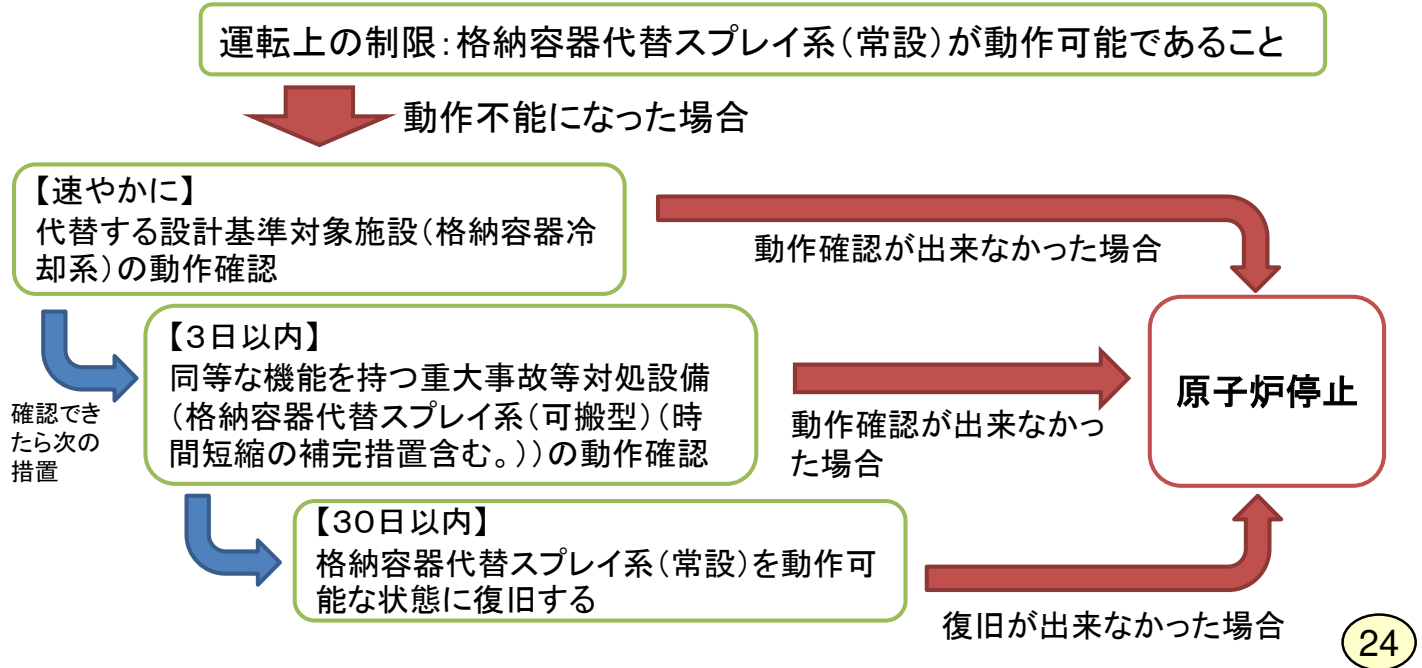 運転上の制限：格納容器代替スプレイ系（常設）が動作可能であること
動作不能になった場合
【速やかに】
代替する設計基準対象施設（格納容器冷
却系）の動作確認
動作確認が出来なかった場合
確認でき
たら次の
措置
【３日以内】
同等な機能を持つ重大事故等対処設備
（格納容器代替スプレイ系（可搬型）（時
間短縮の補完措置含む。））の動作確認
動作確認が出来なかっ
た場合
原子炉停止
【３０日以内】
格納容器代替スプレイ系（常設）を動作可
能な状態に復旧する
復旧が出来なかった場合
24